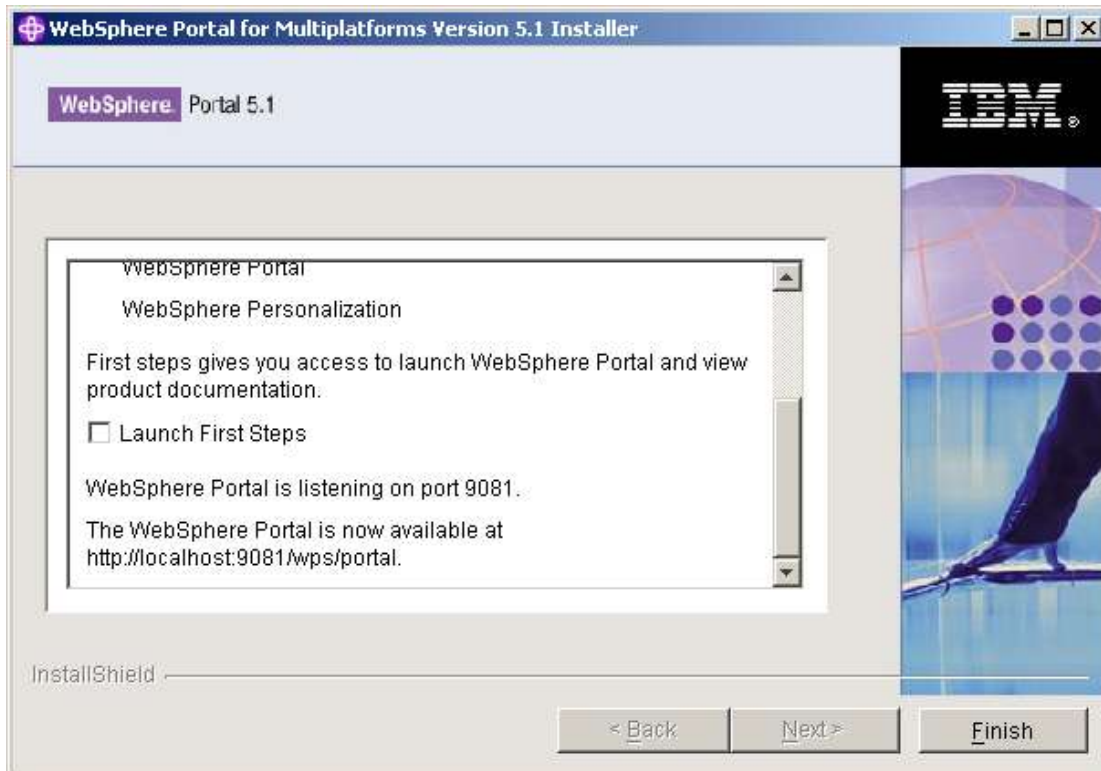 WebSphere Portal for Multiplatforms Version 5.1 Installer
WebSphere. Portal 5.1
IBM®
WebSphere Portal
WebSphere Personalization
First steps gives you access to launch WebSphere Portal and view
product documentation.
Launch First Steps
WebSphere Portal is listening on port 9081.
The WebSphere Portal is now available at
http://localhost:9081/wps/portal.
InstallShield
< Back
Next >
Finish